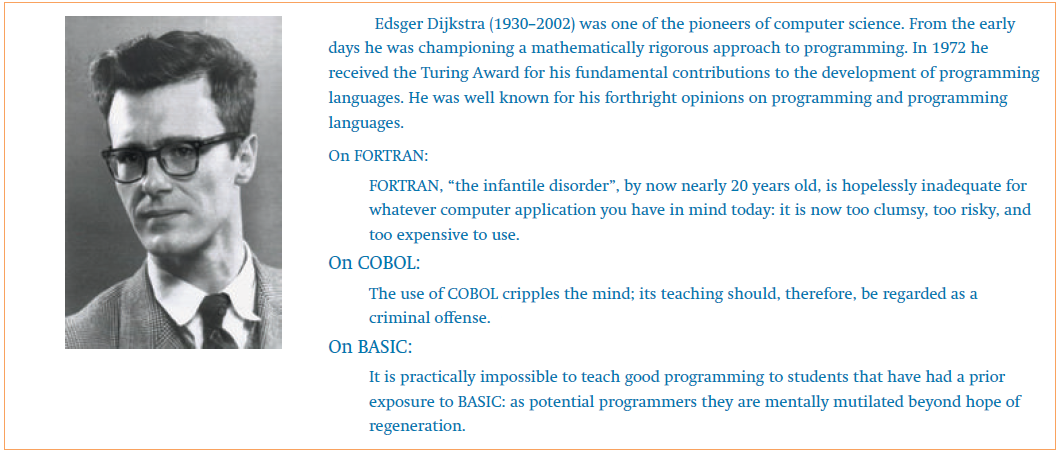 Edsger Dijkstra (1930–2002) was one of the pioneers of computer science. From the early
days he was championing a mathematically rigorous approach to programming. In 1972 he
received the Turing Award for his fundamental contributions to the development of programming
languages. He was well known for his forthright opinions on programming and programming
languages.
On FORTRAN:
FORTRAN, “the infantile disorder”, by now nearly 20 years old, is hopelessly inadequate for
whatever computer application you have in mind today: it is now too clumsy, too risky, and
too expensive to use.
On COBOL:
The use of COBOL cripples the mind; its teaching should, therefore, be regarded as a
criminal offense.
On BASIC:
It is practically impossible to teach good programming to students that have had a prior
exposure to BASIC: as potential programmers they are mentally mutilated beyond hope of
regeneration.